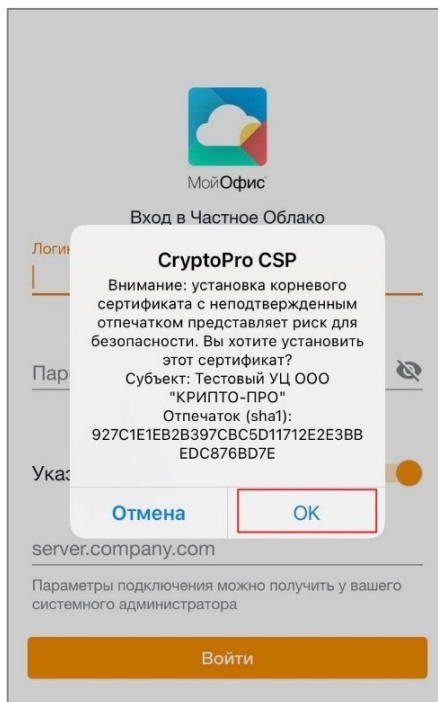 МойОфис
Вход в Частное Облако
Логин
CryptoPro CSP
Внимание: установка корневого
сертификата с неподтвержденным
отпечатком представляет риск для
безопасности. Вы хотите установить
этот сертификат?
Субъект: Тестовый УЦ ООО
"КРИПТО-ПРО"
Отпечаток (sha1):
927C1E1EB2B397CBC5D11712E2E3BB
EDC876BD7E
Пар
Указ
Отмена
OK
server.company.com
Параметры подключения можно получить у вашего
системного администратора
Войти